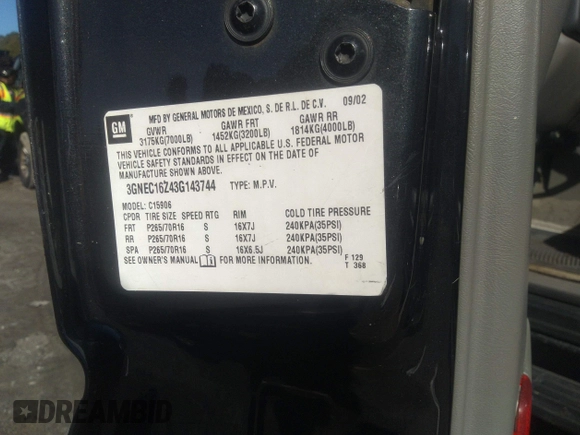 GM
MFD BY GENERAL MOTORS DE MEXICO, S. DE R.L. DE C.V. 09/02
GVWR GAWR FRT GAWR RR
3175KG(7000LB) 1452KG(3200LB) 1814KG(4000LB)
THIS VEHICLE CONFORMS TO ALL APPLICABLE U.S. FEDERAL MOTOR
VEHICLE SAFETY STANDARDS IN EFFECT ON THE DATE OF
MANUFACTURE SHOWN ABOVE.
3GNEC16Z43G143744 TYPE: M.P.V.
MODEL: C15906
CPDR TIRE SIZE SPEED RTG RIM COLD TIRE PRESSURE
FRT P265/70R16 S 16X7J 240KPA(35PSI)
RR P265/70R16 S 16X7J 240KPA(35PSI)
SPA P265/70R16 S 16X6.5J 240KPA(35PSI)
SEE OWNER'S MANUAL FOR MORE INFORMATION. F 129
T 368
DREAMBID